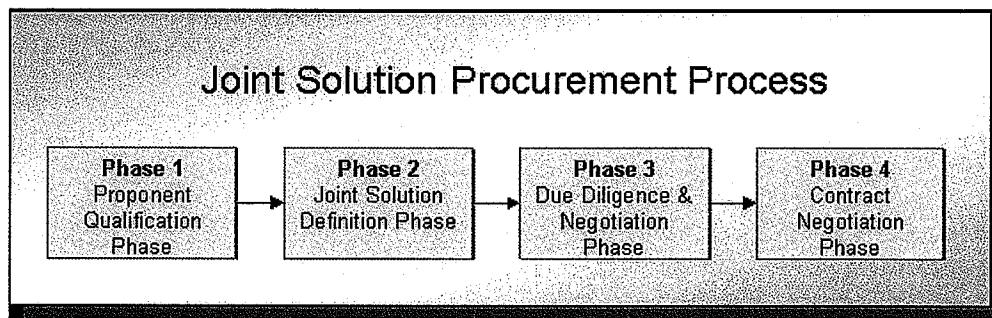 Joint Solution Procurement Process
Phase 1
Proponent
Qualification
Phase
Phase 2
Joint Solution
Definition Phase
Phase 3
Due Diligence &
Negotiation
Phase
Phase 4
Contract
Negotiation
Phase